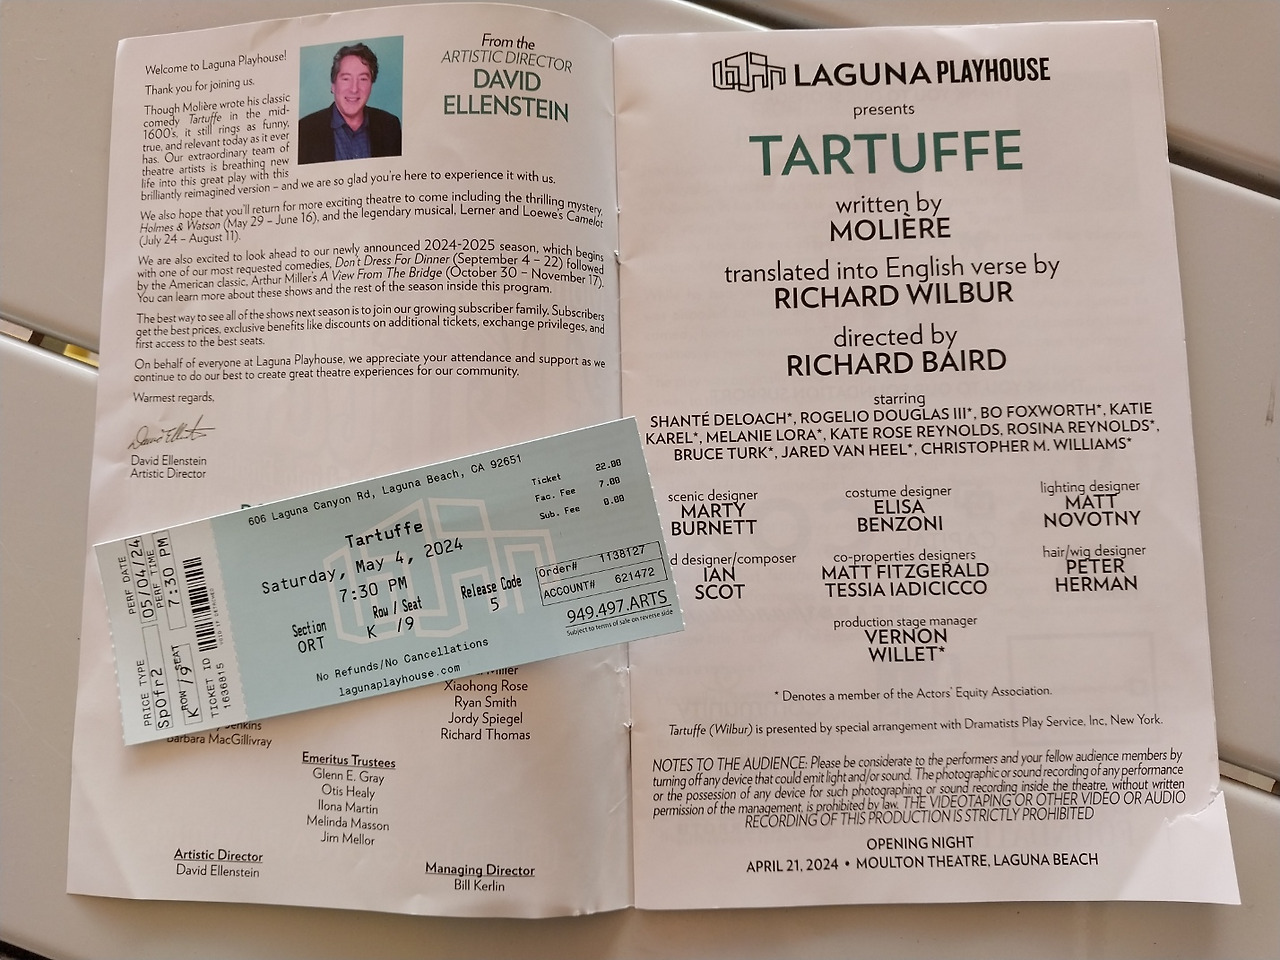 Welcome to Laguna Playhouse!
Thank you for joining us.
Though Molière wrote his classic
comedy Tartuffe in the mid-
1600's, it still rings as funny,
true, and relevant today as it ever
has. Our extraordinary team of
theatre artists is breathing new
life into this great play with this
brilliantly reimagined version – and we are so glad you're here to experience it with us.
We also hope that you'll return for more exciting theatre to come including the thrilling mystery,
Holmes & Watson (May 29 – June 16), and the legendary musical, Lerner and Loewe's Camelot
(July 24 – August 11).
We are also excited to look ahead to our newly announced 2024-2025 season, which begins
with one of our most requested comedies, Don't Dress For Dinner (September 4 – 22) followed
by the American classic, Arthur Miller's A View From The Bridge (October 30 – November 17).
You can learn more about these shows and the rest of the season inside this program.
The best way to see all of the shows next season is to join our growing subscriber family. Subscribers
get the best prices, exclusive benefits like discounts on additional tickets, exchange privileges, and
first access to the best seats.
On behalf of everyone at Laguna Playhouse, we appreciate your attendance and support as we
continue to do our best to create great theatre experiences for our community.
Warmest regards,
David Ellenstein
Artistic Director
From the
ARTISTIC DIRECTOR
DAVID
ELLENSTEIN
606 Laguna Canyon Rd, Laguna Beach, CA 92651
Tartuffe
Saturday, May 4, 2024
7:30 PM
Section
ORT
Row / Seat
K /9
Release Code
5
No Refunds/No Cancellations
lagunaplayhouse.com
Ticket 22.00
Fac. Fee 7.00
Sub. Fee 0.00
Order# 1138127
ACCOUNT# 621472
949.497.ARTS
Subject to terms of sale on reverse side
PRICE TYPE
Sp0fr2
PERF DATE
05/04/24
PERF TIME
7:30 PM
ROW / SEAT
K /9
TICKET ID
1636815
VOID IF DETACHED
Barbara MacGillivray
Miller
Xiaohong Rose
Ryan Smith
Jordy Spiegel
Richard Thomas
Emeritus Trustees
Glenn E. Gray
Otis Healy
Ilona Martin
Melinda Masson
Jim Mellor
Artistic Director
David Ellenstein
Managing Director
Bill Kerlin
LAGUNA PLAYHOUSE
presents
TARTUFFE
written by
MOLIÈRE
translated into English verse by
RICHARD WILBUR
directed by
RICHARD BAIRD
starring
SHANTÉ DELOACH*, ROGELIO DOUGLAS III*, BO FOXWORTH*, KATIE
KAREL*, MELANIE LORA*, KATE ROSE REYNOLDS, ROSINA REYNOLDS*,
BRUCE TURK*, JARED VAN HEEL*, CHRISTOPHER M. WILLIAMS*
scenic designer
MARTY
BURNETT
costume designer
ELISA
BENZONI
lighting designer
MATT
NOVOTNY
d designer/composer
IAN
SCOT
co-properties designers
MATT FITZGERALD
TESSIA IADICICCO
hair/wig designer
PETER
HERMAN
production stage manager
VERNON
WILLET*
* Denotes a member of the Actors' Equity Association.
Tartuffe (Wilbur) is presented by special arrangement with Dramatists Play Service, Inc, New York.
NOTES TO THE AUDIENCE: Please be considerate to the performers and your fellow audience members by
turning off any device that could emit light and/or sound. The photographic or sound recording of any performance
or the possession of any device for such photographing or sound recording inside the theatre, without written
permission of the management, is prohibited by law. THE VIDEOTAPING OR OTHER VIDEO OR AUDIO
RECORDING OF THIS PRODUCTION IS STRICTLY PROHIBITED
OPENING NIGHT
APRIL 21, 2024 • MOULTON THEATRE, LAGUNA BEACH